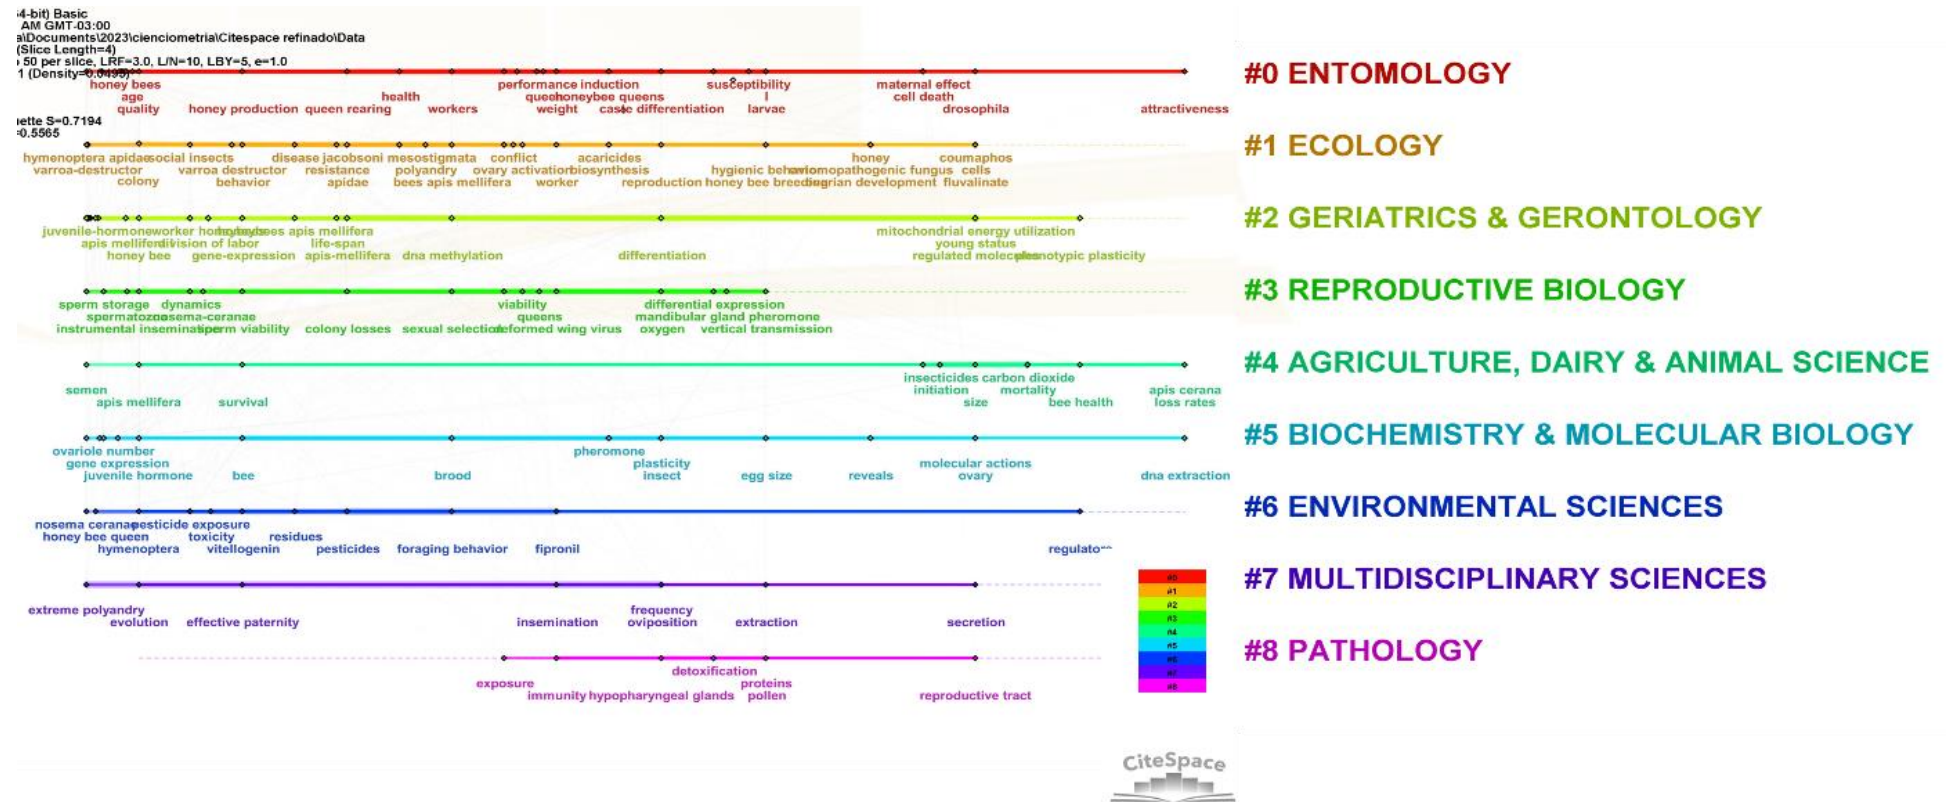 64-bit) Basic
AM GMT-03:00
a\Documents\2023\cienciometria\Citespace refinado\Data
(Slice Length=4)
50 per slice, LRF=3.0, L/N=10, LBY=5, e=1.0
1 (Density=0.0495)
uette S=0.7194
=0.5565
honey bees
age
quality
honey production
queen rearing
health
workers
performance
induction
queen
honeybee queens
weight
caste differentiation
susceptibility
larvae
maternal effect
cell death
drosophila
attractiveness
#0 ENTOMOLOGY
hymenoptera apidae
social insects
disease
jacobsoni
mesostigmata
conflict
acaricides
honey
coumaphos
varroa-destructor
varroa destructor
resistance
polyandry
ovary activation
biosynthesis
hygienic behavior
entomopathogenic fungus
cells
colony
behavior
apidae
bees apis mellifera
worker
reproduction
honey bee breeding
ovarian development
fluvalinate
#1 ECOLOGY
juvenile-hormone
worker honeybees
bees apis mellifera
mitochondrial energy utilization
apis mellifera
division of labor
life-span
young status
honey bee
gene-expression
apis-mellifera
dna methylation
differentiation
regulated molecules
phenotypic plasticity
#2 GERIATRICS & GERONTOLOGY
sperm storage
dynamics
viability
differential expression
spermatozoa
nosema-ceranae
queens
mandibular gland pheromone
instrumental insemination
sperm viability
colony losses
sexual selection
deformed wing virus
oxygen
vertical transmission
#3 REPRODUCTIVE BIOLOGY
semen
apis mellifera
survival
insecticides
carbon dioxide
initiation
mortality
size
bee health
apis cerana
loss rates
#4 AGRICULTURE, DAIRY & ANIMAL SCIENCE
ovariole number
gene expression
juvenile hormone
bee
brood
pheromone
plasticity
insect
egg size
reveals
molecular actions
ovary
dna extraction
#5 BIOCHEMISTRY & MOLECULAR BIOLOGY
nosema ceranae
pesticide exposure
honey bee queen
toxicity
residues
hymenoptera
vitellogenin
pesticides
foraging behavior
fipronil
#6 ENVIRONMENTAL SCIENCES
extreme polyandry
evolution
effective paternity
insemination
frequency
oviposition
extraction
secretion
#7 MULTIDISCIPLINARY SCIENCES
exposure
immunity
hypopharyngeal glands
detoxification
proteins
pollen
reproductive tract
#8 PATHOLOGY
#0
#1
#2
#3
#4
#5
#6
#7
#8
CiteSpace